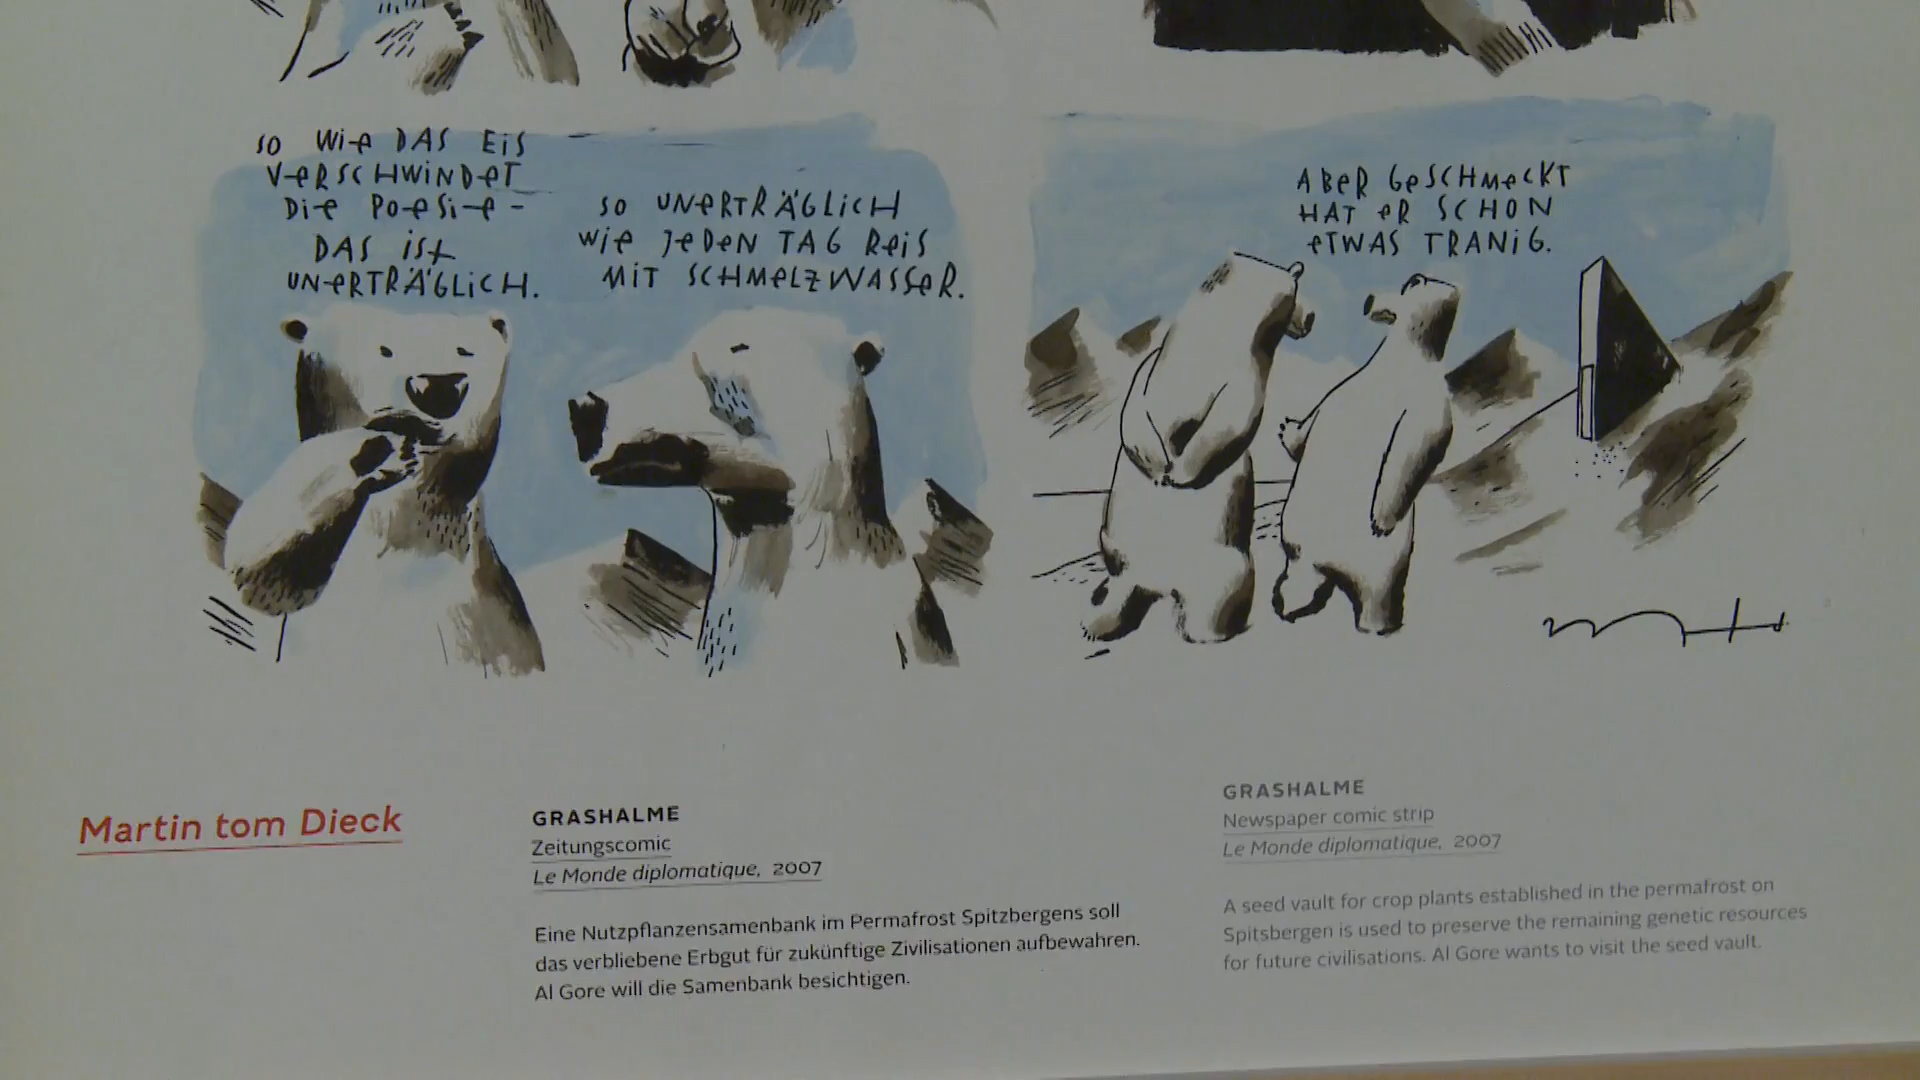 SO WIE DAS EIS
VERSCHWINDET
DIE POESIE -
DAS IST
UNERTRÄGLICH.
SO UNERTRÄGLICH
WIE JEDEN TAG REIS
MIT SCHMELZWASSER.
ABER GESCHMECKT
HAT ER SCHON
ETWAS TRANIG.
Martin tom Dieck
GRASHALME
Zeitungscomic
Le Monde diplomatique, 2007
Eine Nutzpflanzensamenbank im Permafrost Spitzbergens soll
das verbliebene Erbgut für zukünftige Zivilisationen aufbewahren.
Al Gore will die Samenbank besichtigen.
GRASHALME
Newspaper comic strip
Le Monde diplomatique, 2007
A seed vault for crop plants established in the permafrost on
Spitsbergen is used to preserve the remaining genetic resources
for future civilisations. Al Gore wants to visit the seed vault.